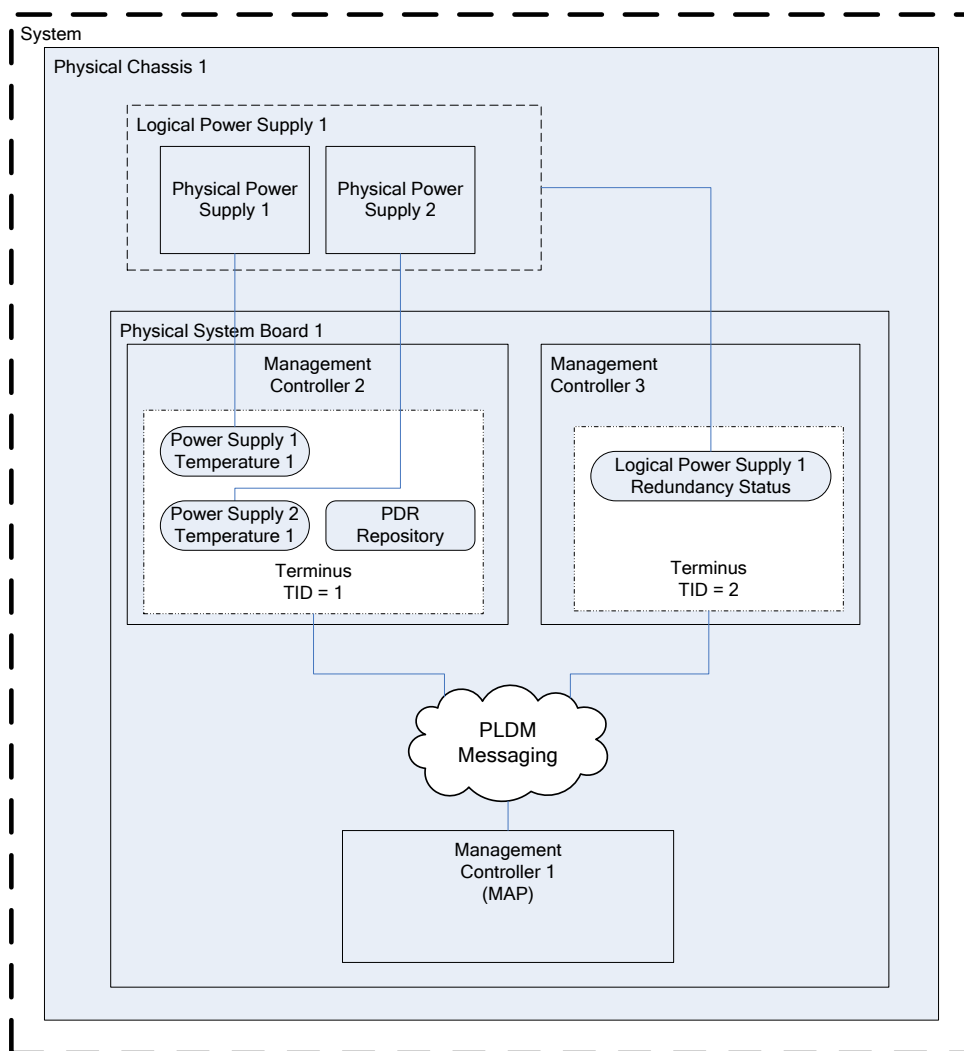 System
Physical Chassis 1
Logical Power Supply 1
Physical Power
Supply 1
Physical Power
Supply 2
Physical System Board 1
Management
Controller 2
Management
Controller 3
Power Supply 1
Temperature 1
Logical Power Supply 1
Redundancy Status
Power Supply 2
Temperature 1
PDR
Repository
Terminus
TID = 1
Terminus
TID = 2
PLDM
Messaging
Management
Controller 1
(MAP)